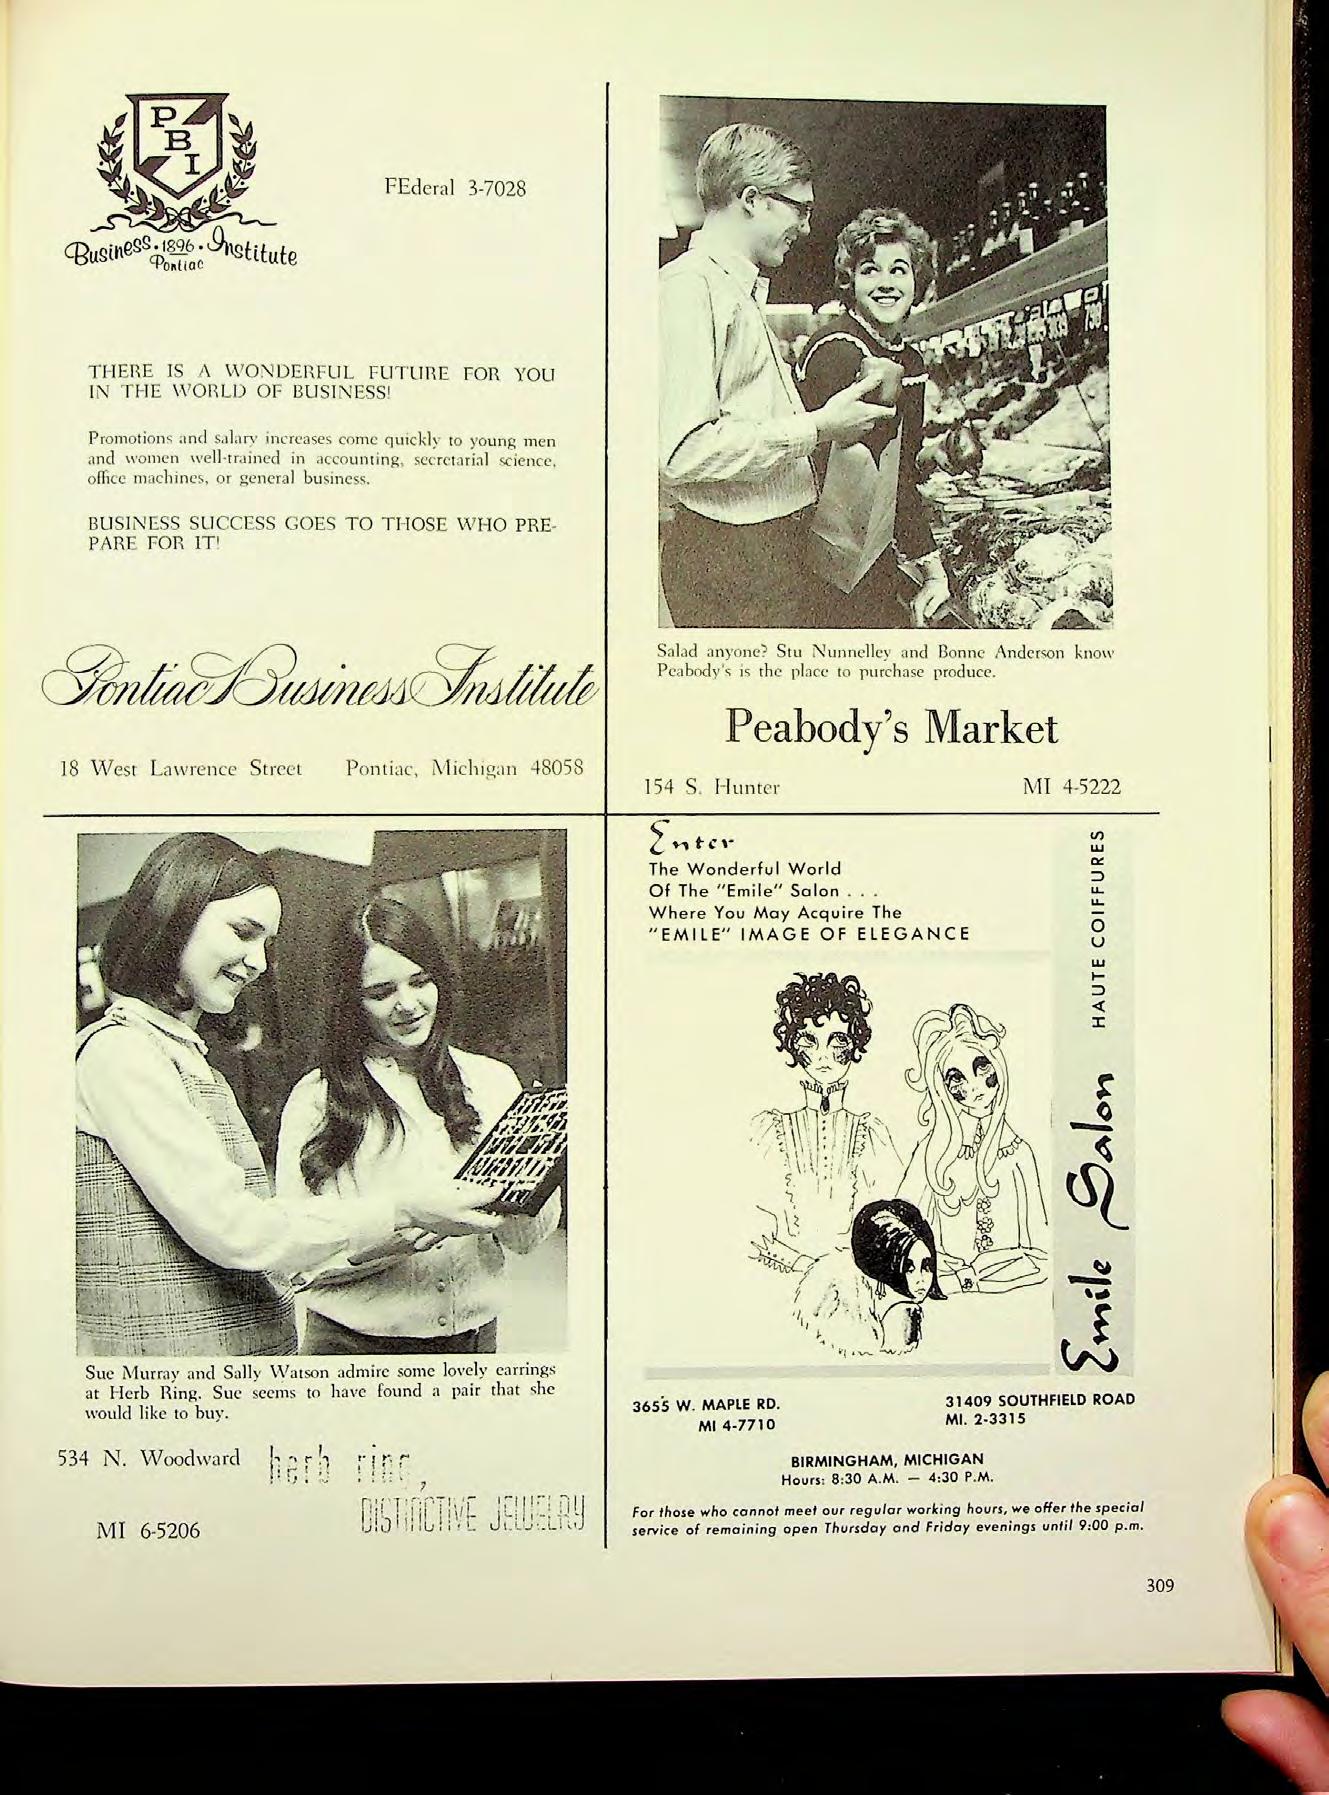 P
B
I
Business · 1896 · Institute
Pontiac
FEderal 3-7028
THERE IS A WONDERFUL FUTURE FOR YOU
IN THE WORLD OF BUSINESS!
Promotions and salary increases come quickly to young men
and women well-trained in accounting, secretarial science,
office machines, or general business.
BUSINESS SUCCESS GOES TO THOSE WHO PRE-
PARE FOR IT!
Pontiac Business Institute
18 West Lawrence Street Pontiac, Michigan 48058
Salad anyone? Stu Nunnelley and Bonne Anderson know
Peabody's is the place to purchase produce.
Peabody's Market
154 S. Hunter MI 4-5222
Sue Murray and Sally Watson admire some lovely earrings
at Herb Ring. Sue seems to have found a pair that she
would like to buy.
534 N. Woodward
herb ring,
DISTINCTIVE JEWELRY
MI 6-5206
Enter
The Wonderful World
Of The "Emile" Salon . . .
Where You May Acquire The
"EMILE" IMAGE OF ELEGANCE
Emile Salon HAUTE COIFFURES
3655 W. MAPLE RD.
MI 4-7710
31409 SOUTHFIELD ROAD
MI. 2-3315
BIRMINGHAM, MICHIGAN
Hours: 8:30 A.M. — 4:30 P.M.
For those who cannot meet our regular working hours, we offer the special
service of remaining open Thursday and Friday evenings until 9:00 p.m.
309